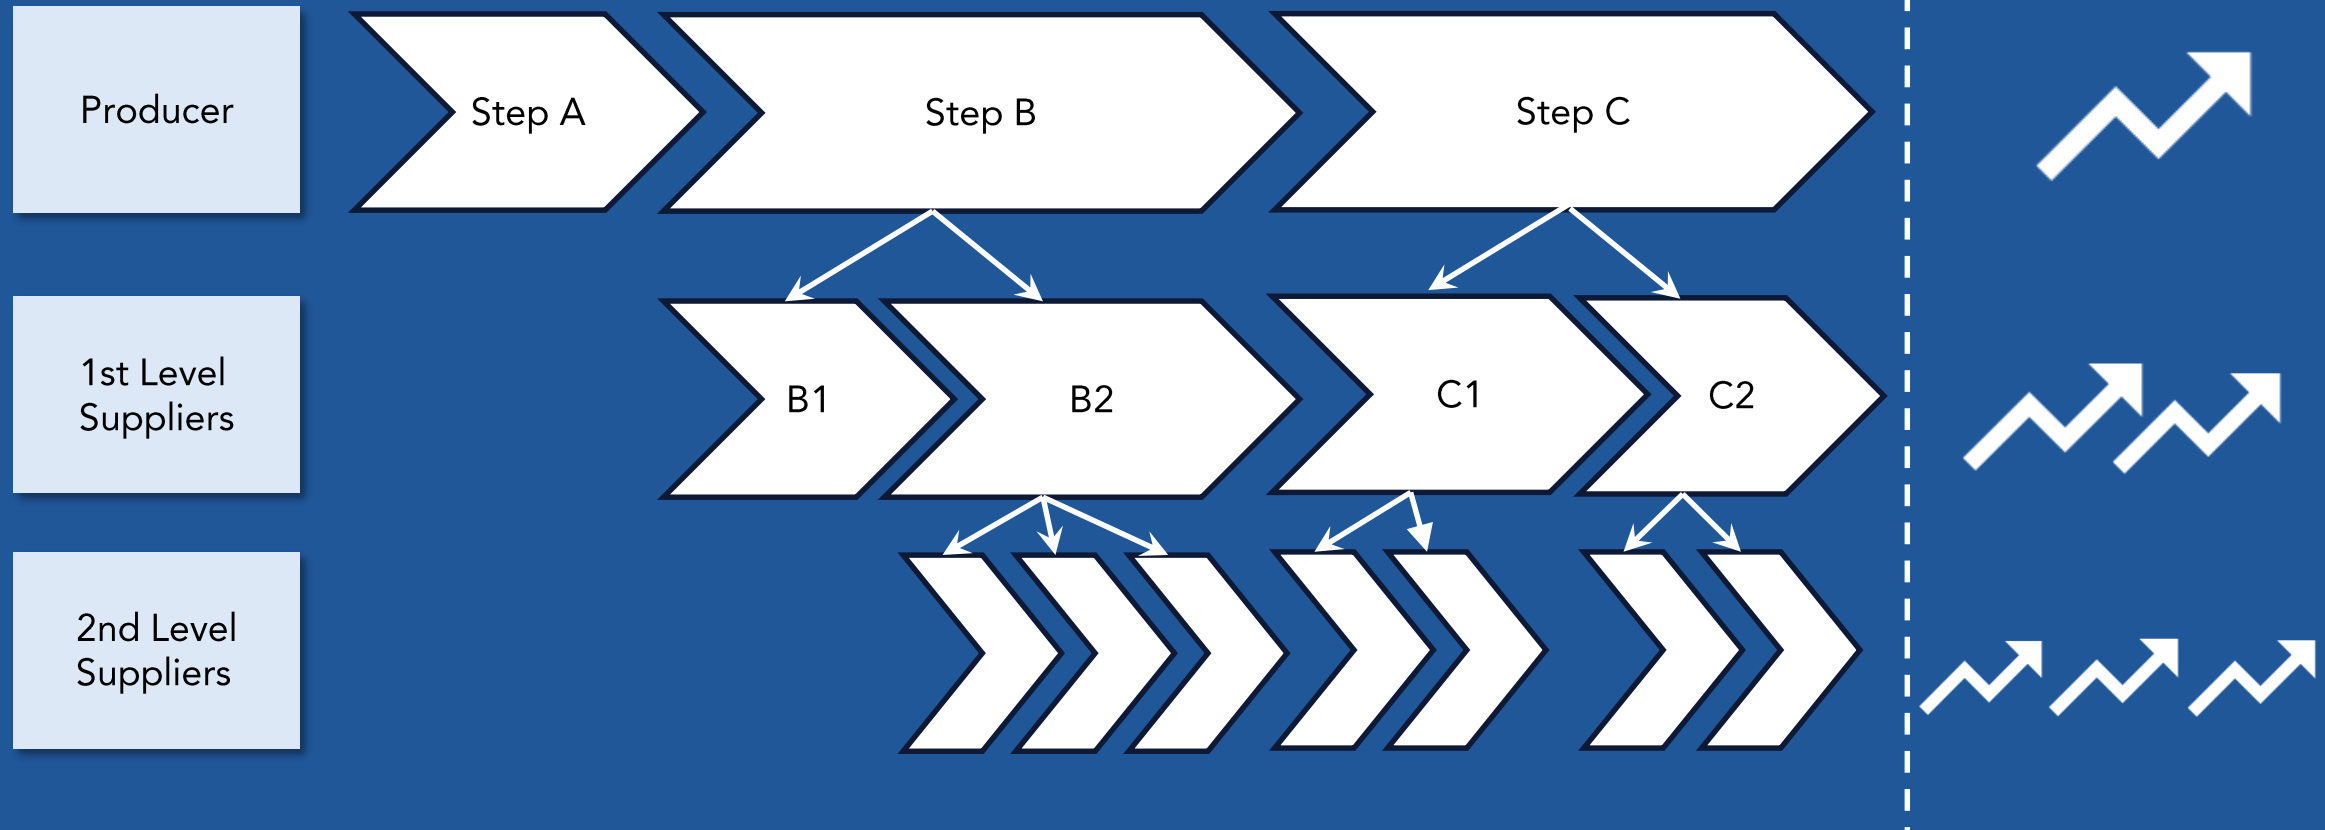 Producer
Step A
Step B
Step C
1st Level
Suppliers
B1
B2
C1
C2
2nd Level
Suppliers